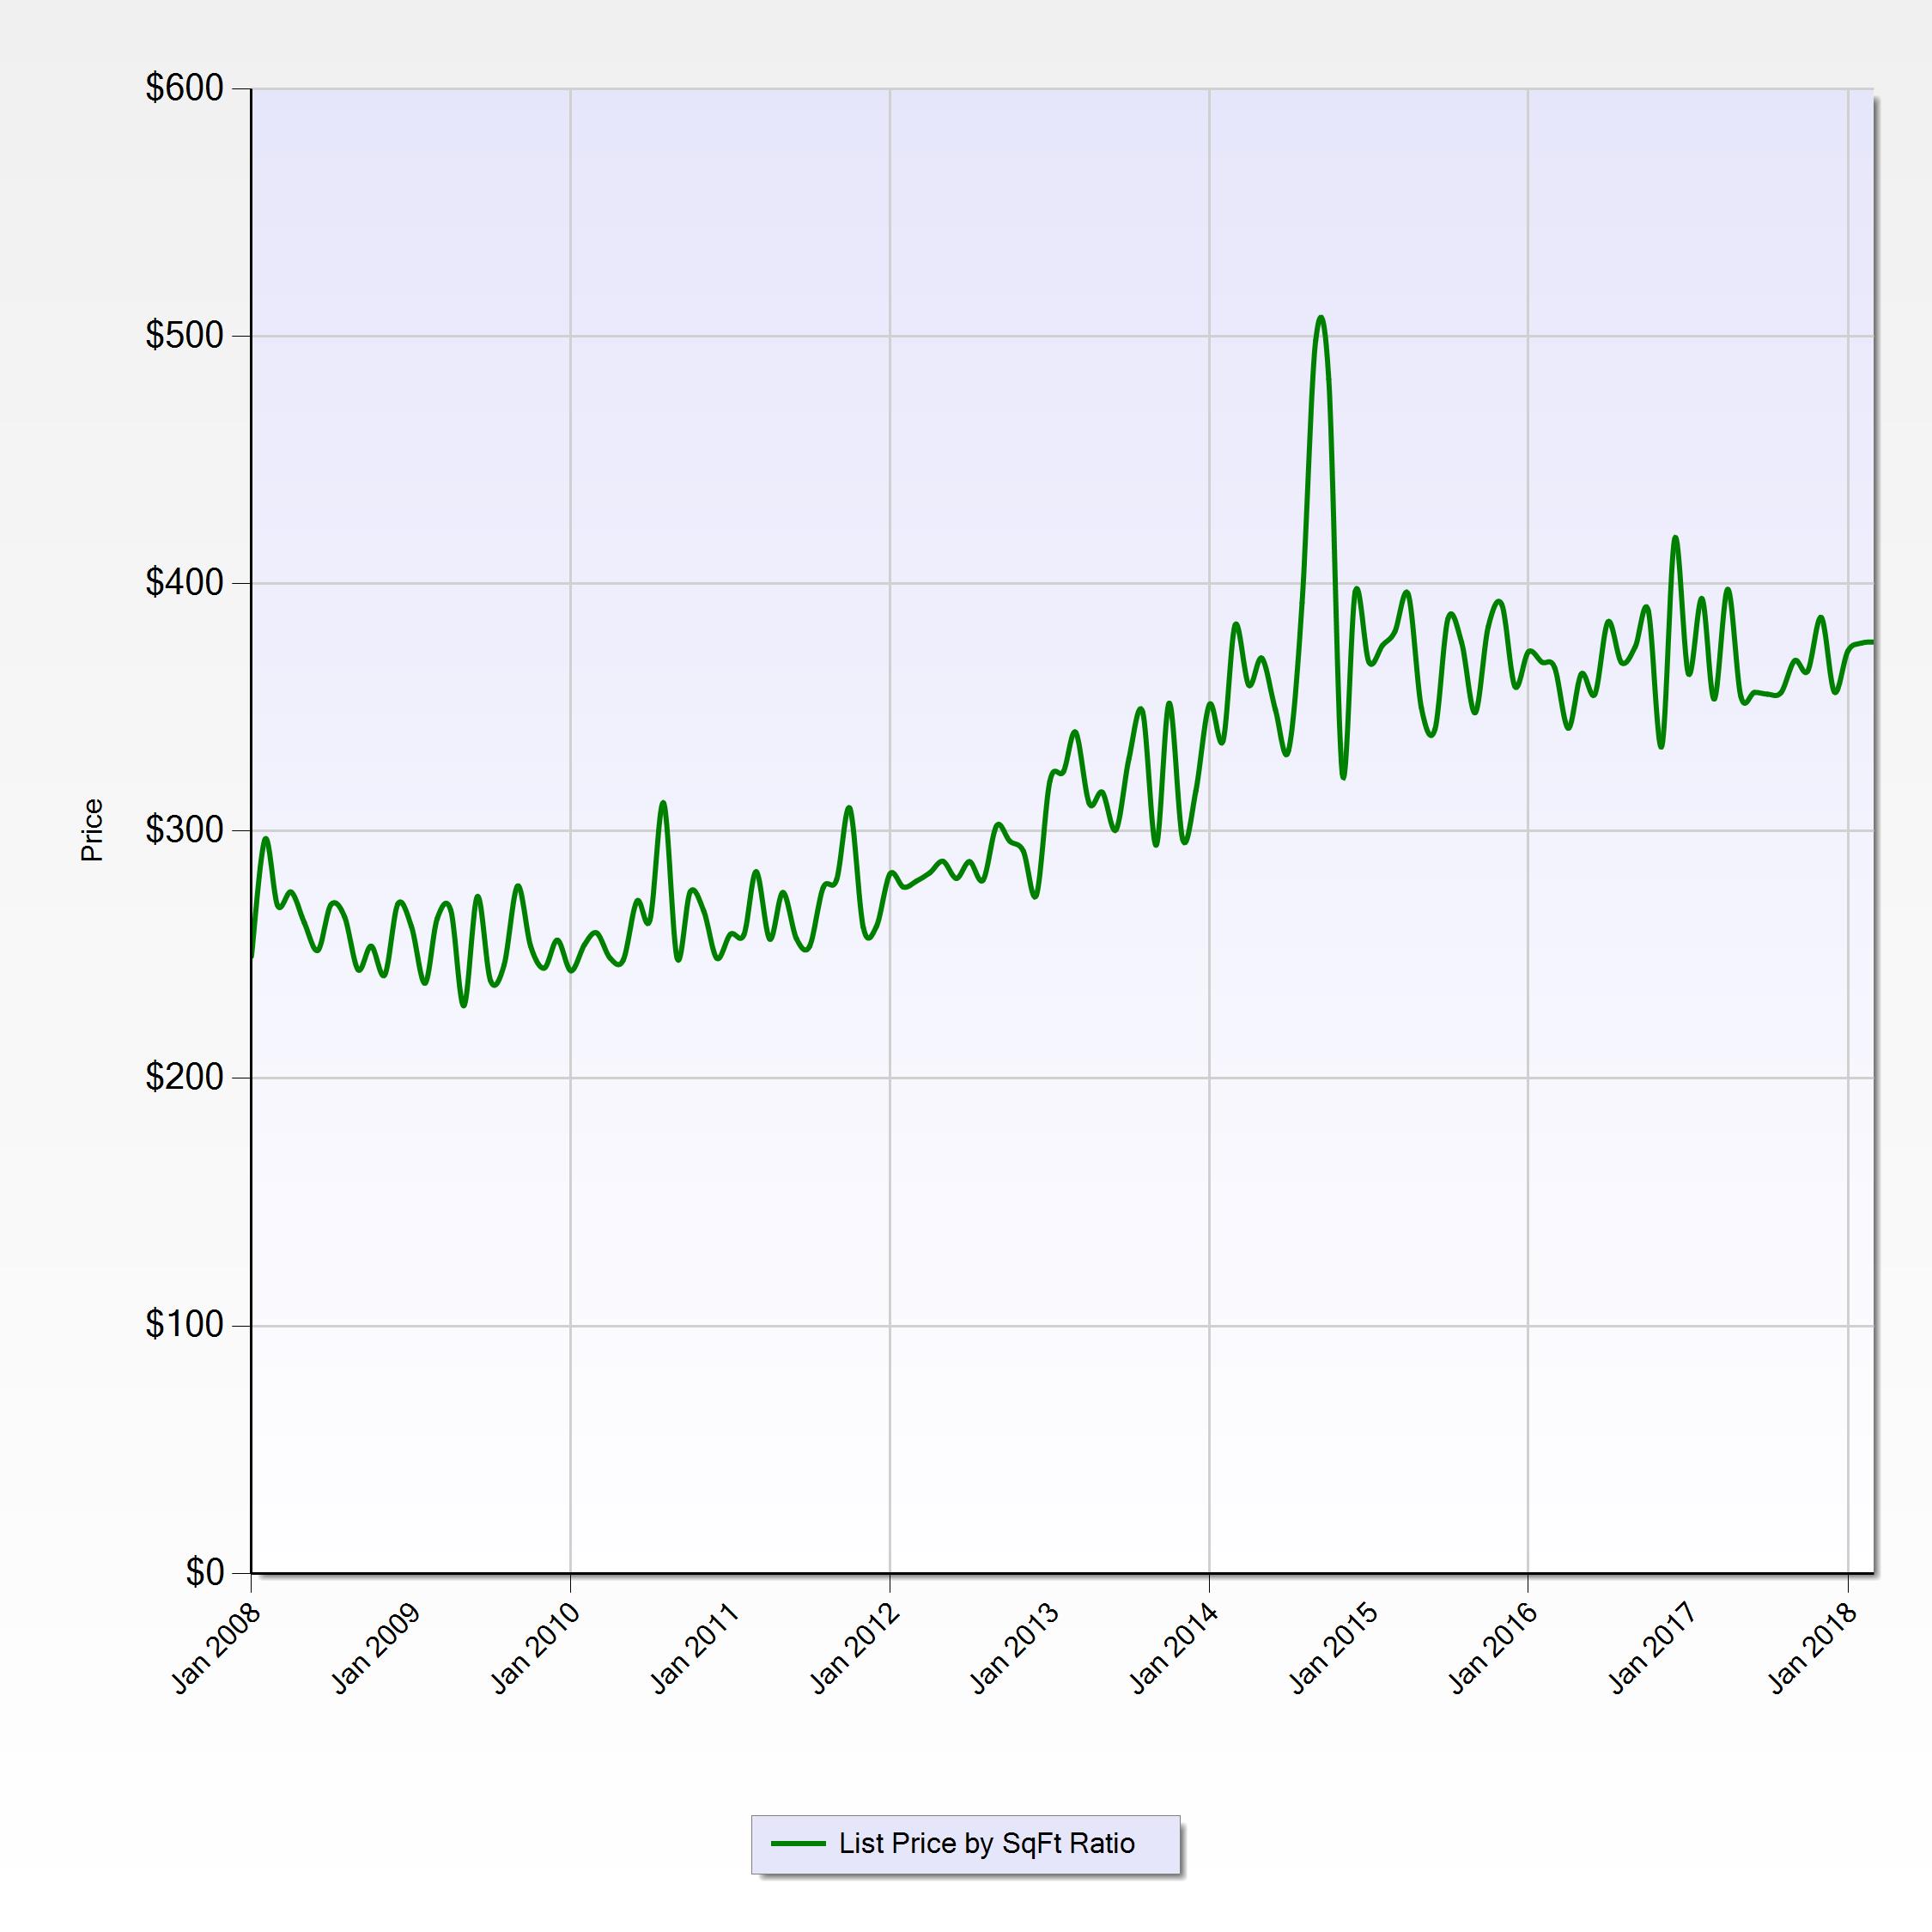 $600
$500
$400
$300
$200
$100
$0
Price
Jan 2008
Jan 2009
Jan 2010
Jan 2011
Jan 2012
Jan 2013
Jan 2014
Jan 2015
Jan 2016
Jan 2017
Jan 2018
List Price by SqFt Ratio